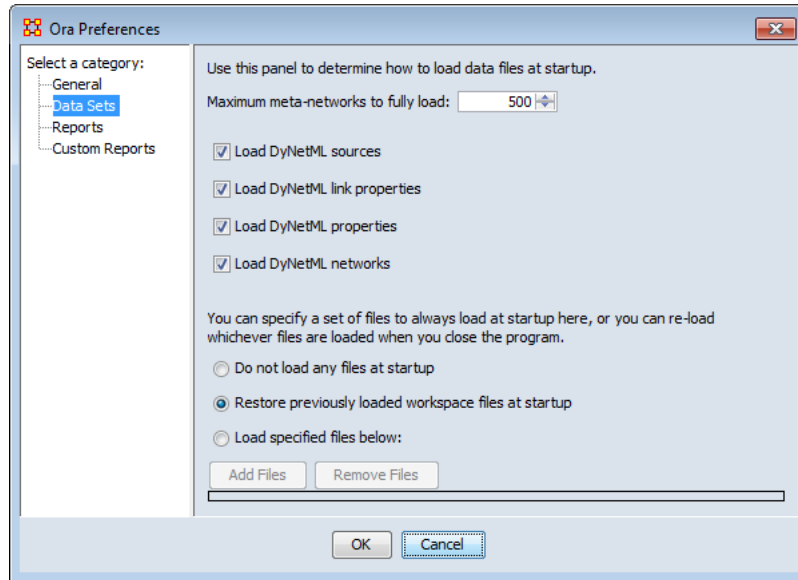 Ora Preferences
Select a category:
General
Data Sets
Reports
Custom Reports
Use this panel to determine how to load data files at startup.
Maximum meta-networks to fully load: 500
Load DyNetML sources
Load DyNetML link properties
Load DyNetML properties
Load DyNetML networks
You can specify a set of files to always load at startup here, or you can re-load
whichever files are loaded when you close the program.
Do not load any files at startup
Restore previously loaded workspace files at startup
Load specified files below:
Add Files Remove Files
OK Cancel